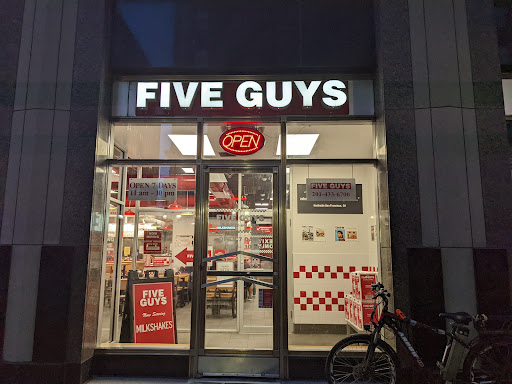 FIVE GUYS
OPEN
OPEN 7 DAYS
11 am - 10 pm
FIVE GUYS
FIVE
GUYS
Now Serving
MILKSHAKES